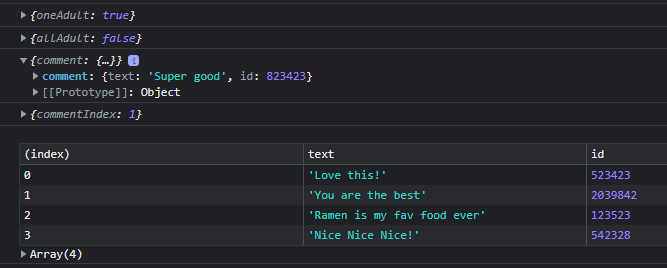 {oneAdult: true}
{allAdult: false}
{comment: {…}} i
comment: {text: 'Super good', id: 823423}
[[Prototype]]: Object
{commentIndex: 1}
(index) text id
0 'Love this!' 523423
1 'You are the best' 2039842
2 'Ramen is my fav food ever' 123523
3 'Nice Nice Nice!' 542328
Array(4)